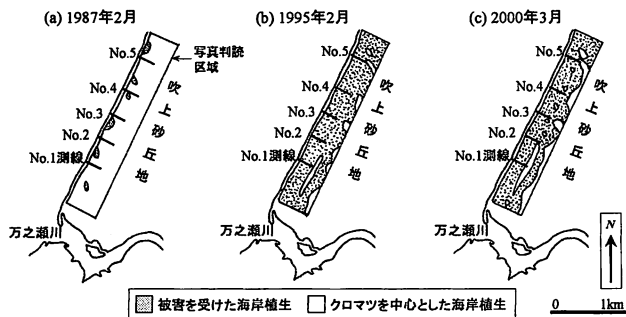 (a) 1987年2月
No.5
No.4
No.3
No.2
No.1測線
写真判読
区域
吹上砂丘地
万之瀬川
(b) 1995年2月
No.5
No.4
No.3
No.2
No.1測線
吹上砂丘地
万之瀬川
(c) 2000年3月
No.5
No.4
No.3
No.2
No.1測線
吹上砂丘地
万之瀬川
N
被害を受けた海岸植生 クロマツを中心とした海岸植生
0 1km